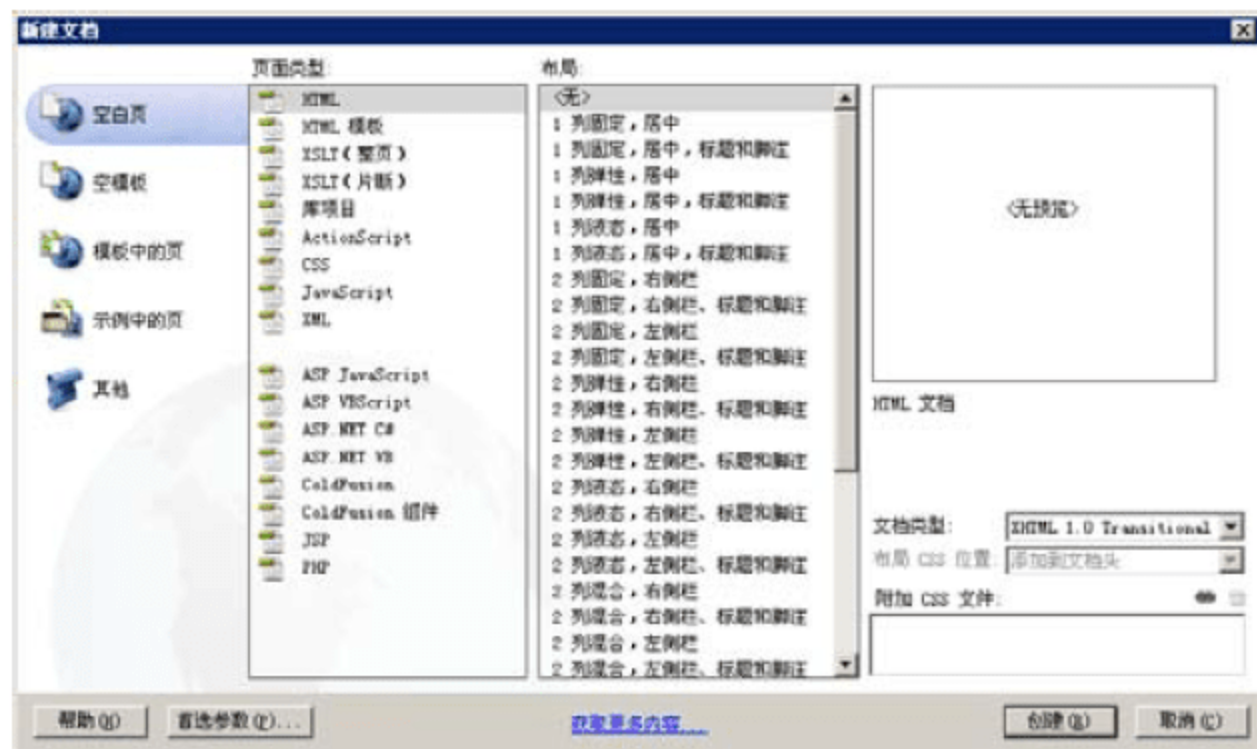 新建文档
页面类型:
布局:
空白页
空模板
模板中的页
示例中的页
其他
HTML
HTML 模板
XSLT(整页)
XSLT(片断)
库项目
ActionScript
CSS
JavaScript
XML
ASP JavaScript
ASP VBScript
ASP.NET C#
ASP.NET VB
ColdFusion
ColdFusion 组件
JSP
PHP
<无>
1 列固定,居中
1 列固定,居中,标题和脚注
1 列弹性,居中
1 列弹性,居中,标题和脚注
1 列液态,居中
1 列液态,居中,标题和脚注
2 列固定,右侧栏
2 列固定,右侧栏、标题和脚注
2 列固定,左侧栏
2 列固定,左侧栏、标题和脚注
2 列弹性,右侧栏
2 列弹性,右侧栏、标题和脚注
2 列弹性,左侧栏
2 列弹性,左侧栏、标题和脚注
2 列液态,右侧栏
2 列液态,右侧栏、标题和脚注
2 列液态,左侧栏
2 列液态,左侧栏、标题和脚注
2 列混合,右侧栏
2 列混合,右侧栏、标题和脚注
2 列混合,左侧栏
2 列混合,左侧栏、标题和脚注
<无预览>
HTML 文档
文档类型: XHTML 1.0 Transitional
布局 CSS 位置: 添加到文档头
附加 CSS 文件:
帮助(H) 首选参数(P)... 获取更多内容... 创建(R) 取消(C)